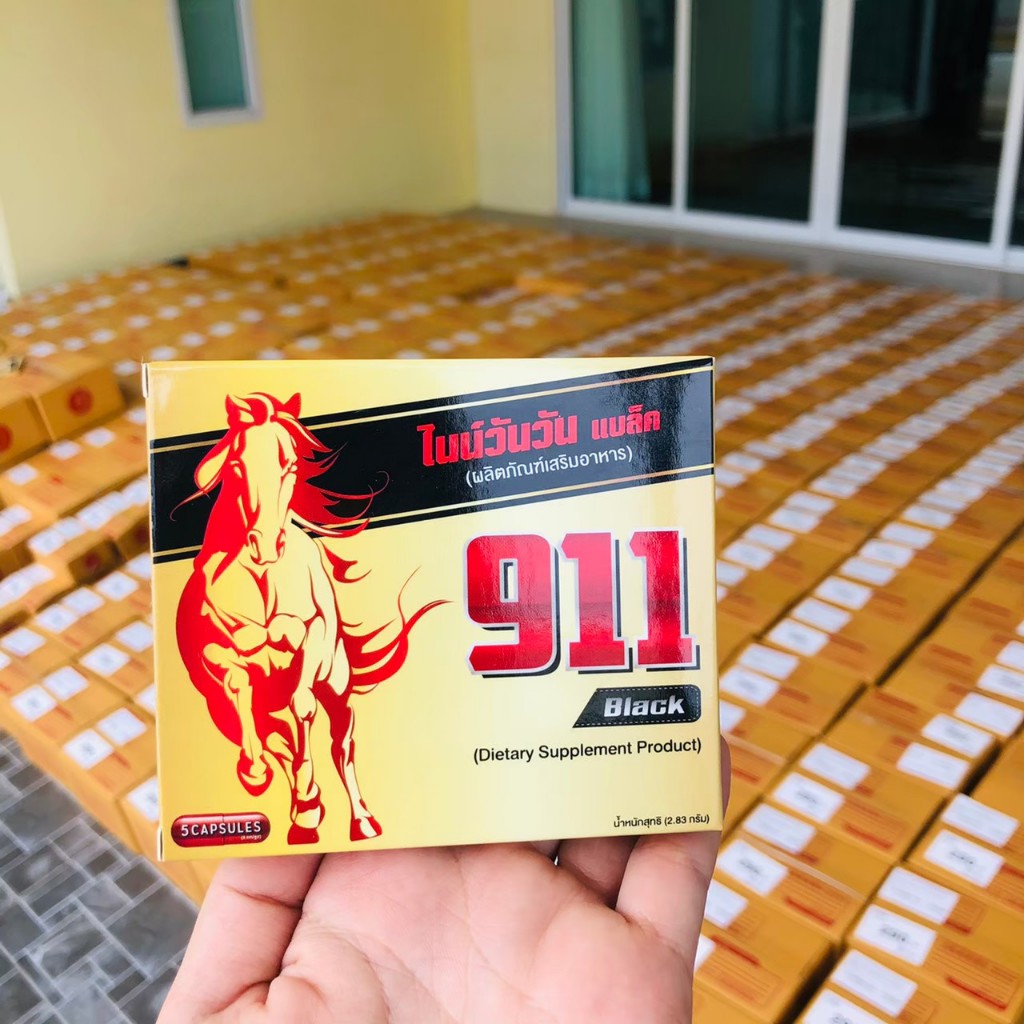 ไนน์วันวัน แบล็ค
(ผลิตภัณฑ์เสริมอาหาร)
911
Black
(Dietary Supplement Product)
5CAPSULES
น้ำหนักสุทธิ (2.83 กรัม)